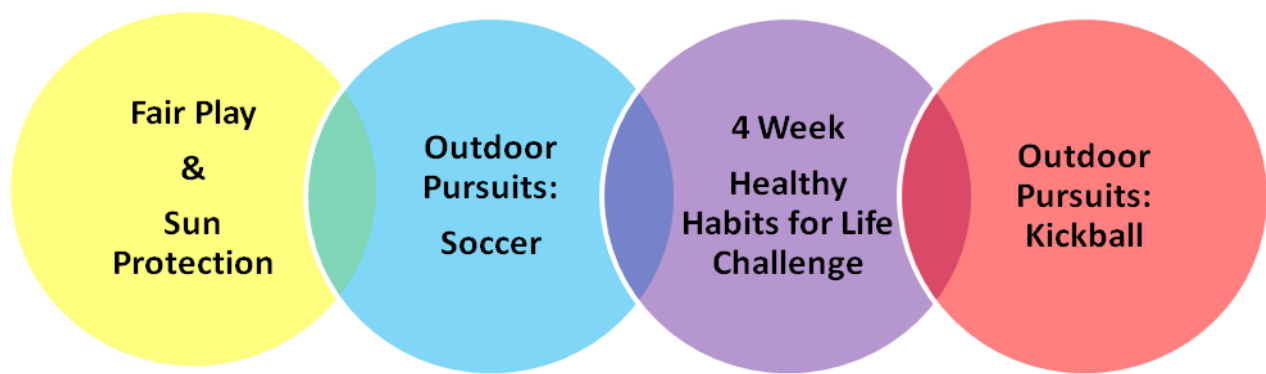 Fair Play
&
Sun
Protection
Outdoor
Pursuits:
Soccer
4 Week
Healthy
Habits for Life
Challenge
Outdoor
Pursuits:
Kickball